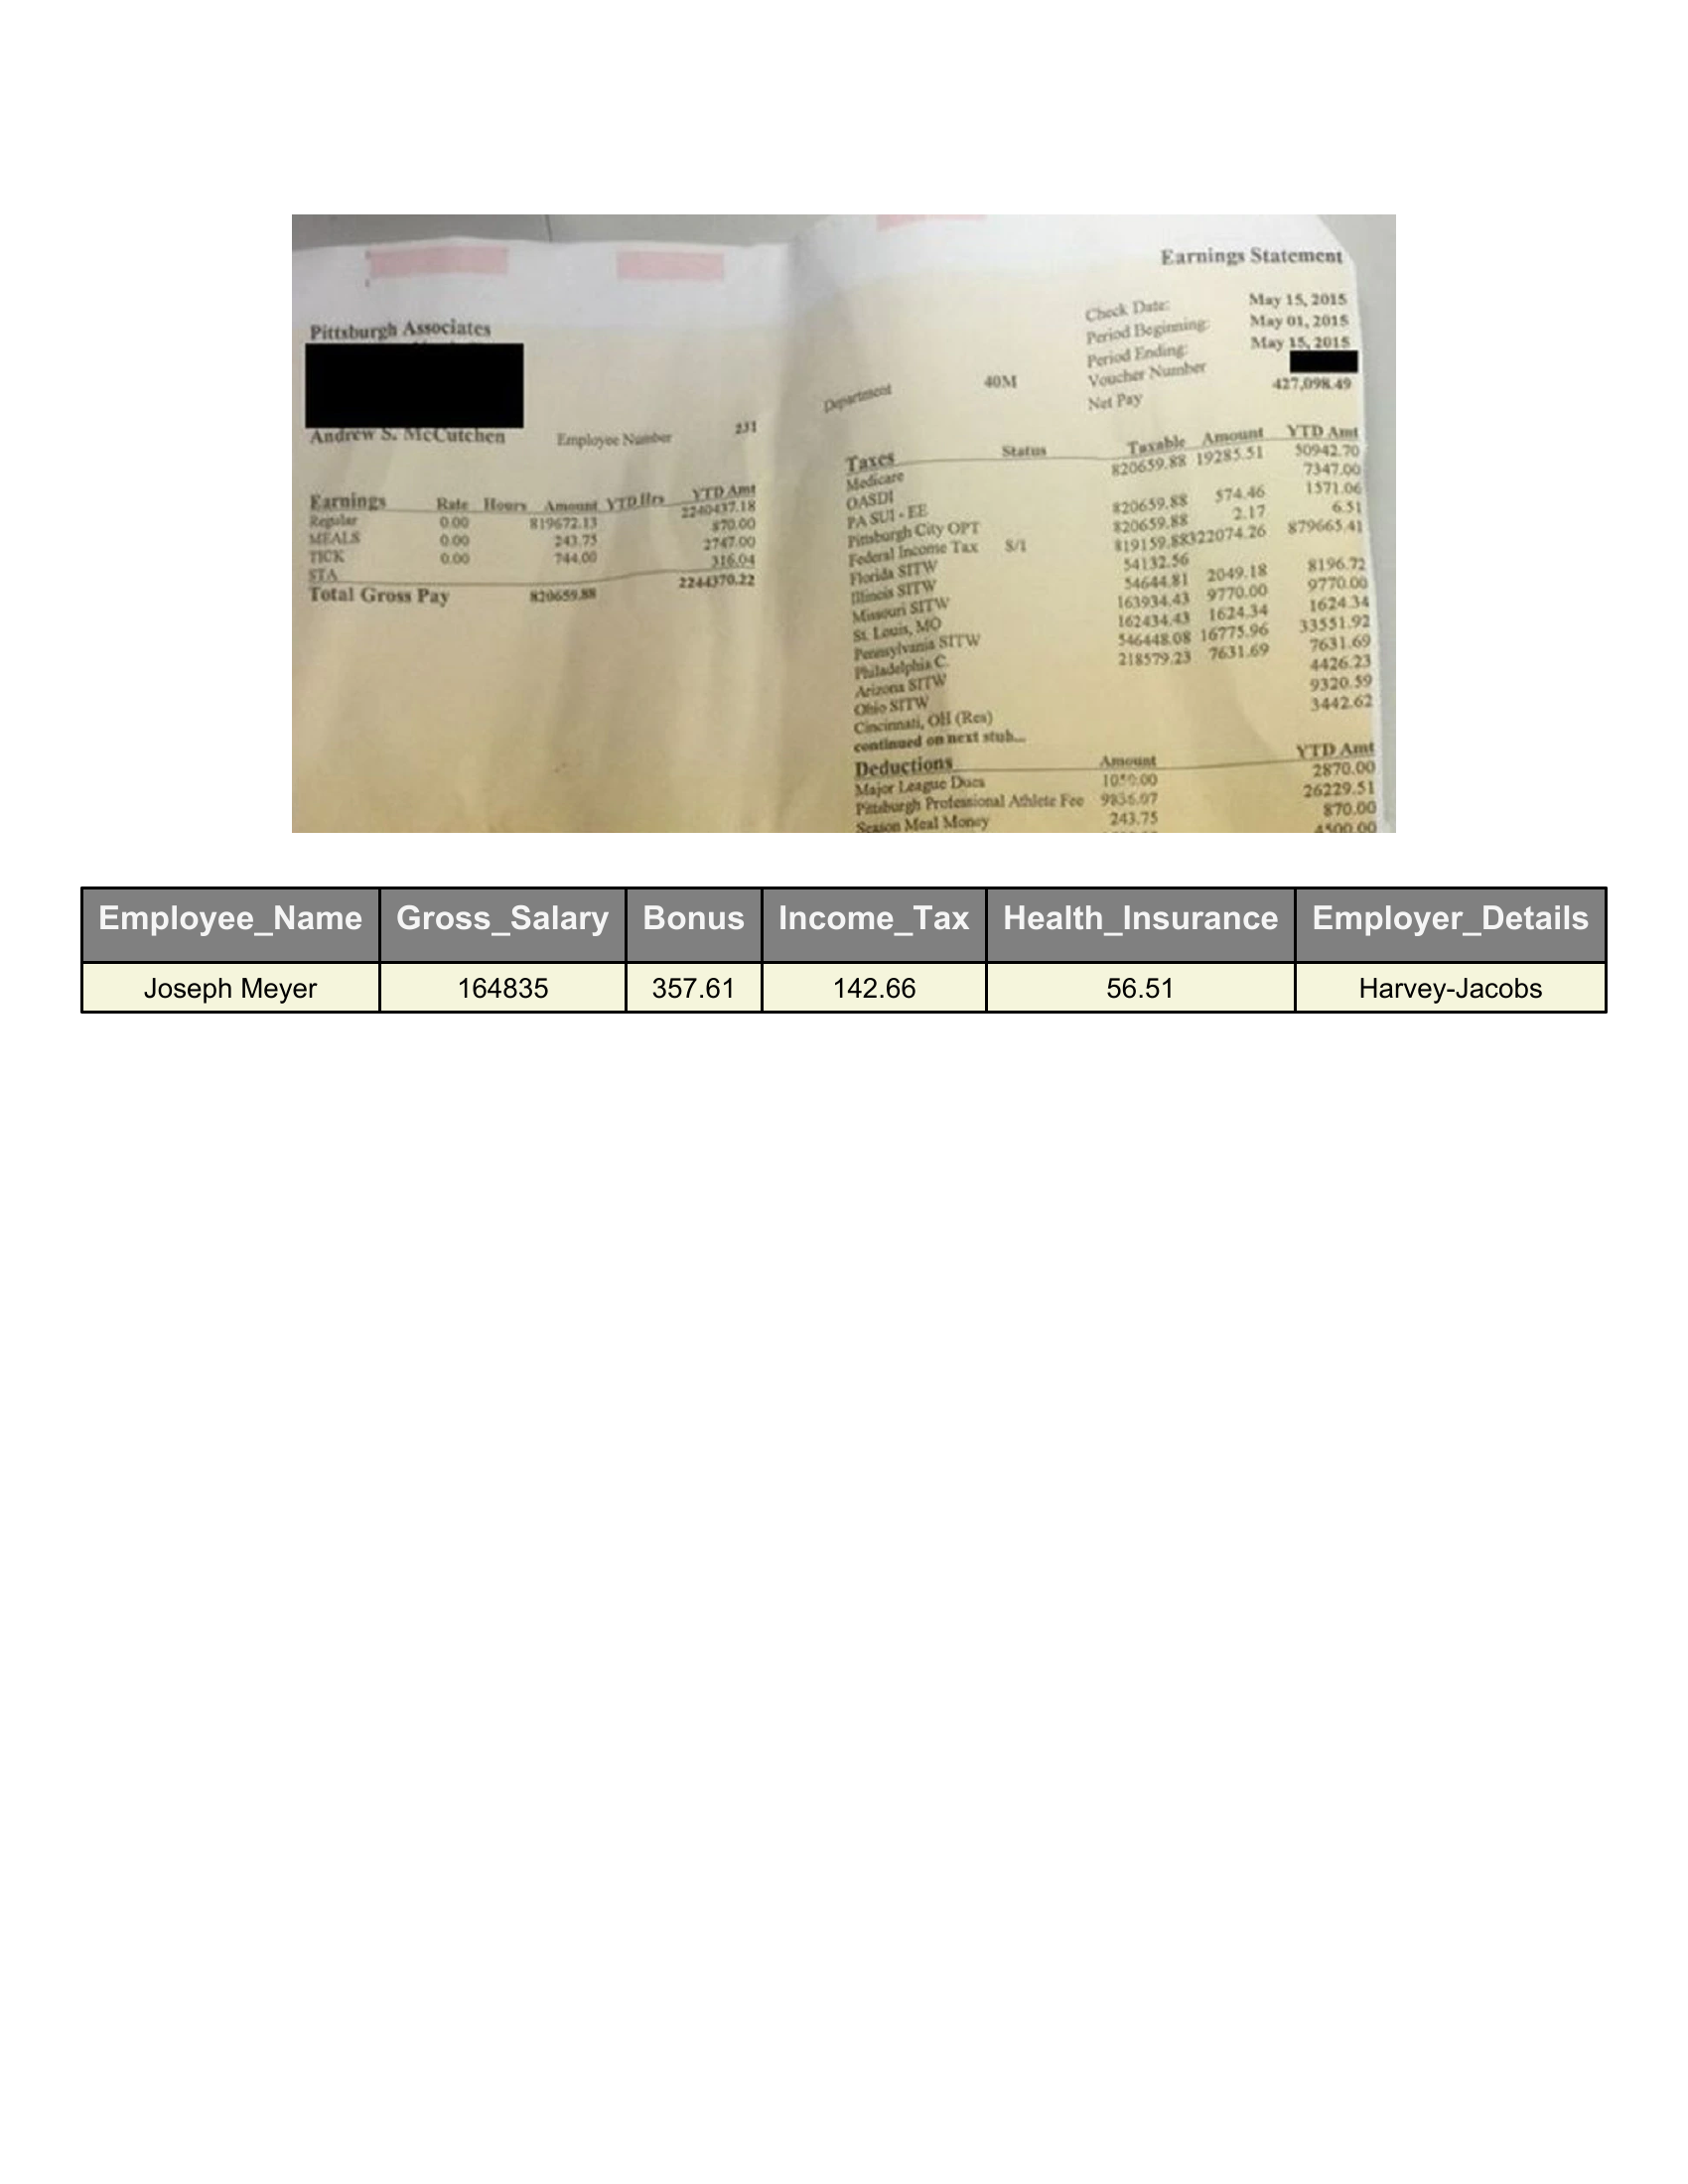 Earnings Statement
Pittsburgh Associates
Check Date: May 15, 2015
Period Beginning: May 01, 2015
Period Ending: May 15, 2015
Voucher Number
Department 40M Net Pay 427,098.49
Andrew S. McCutchen Employee Number 231
Earnings Rate Hours Amount YTD Hrs YTD Amt
Regular 0.00 819672.13 2240437.18
MEALS 0.00 243.75 870.00
TICK 0.00 744.00 2747.00
STA 316.04
Total Gross Pay 820659.88 2244370.22
Taxes Status Taxable Amount YTD Amt
Medicare 820659.88 19285.51 50942.70
OASDI 7347.00
PA SUI - EE 820659.88 574.46 1571.06
Pittsburgh City OPT 820659.88 2.17 6.51
Federal Income Tax S/1 819159.88 322074.26 879665.41
Florida SITW 54132.56
Illinois SITW 54644.81 2049.18 8196.72
Missouri SITW 163934.43 9770.00 9770.00
St. Louis, MO 162434.43 1624.34 1624.34
Pennsylvania SITW 546448.08 16775.96 33551.92
Philadelphia C. 218579.23 7631.69 7631.69
Arizona SITW 4426.23
Ohio SITW 9320.59
Cincinnati, OH (Res) 3442.62
continued on next stub...
Deductions Amount YTD Amt
Major League Dues 2870.00
Pittsburgh Professional Athlete Fee 9836.07 26229.51
Season Meal Money 243.75 870.00
4500.00
Employee_Name Gross_Salary Bonus Income_Tax Health_Insurance Employer_Details
Joseph Meyer 164835 357.61 142.66 56.51 Harvey-Jacobs